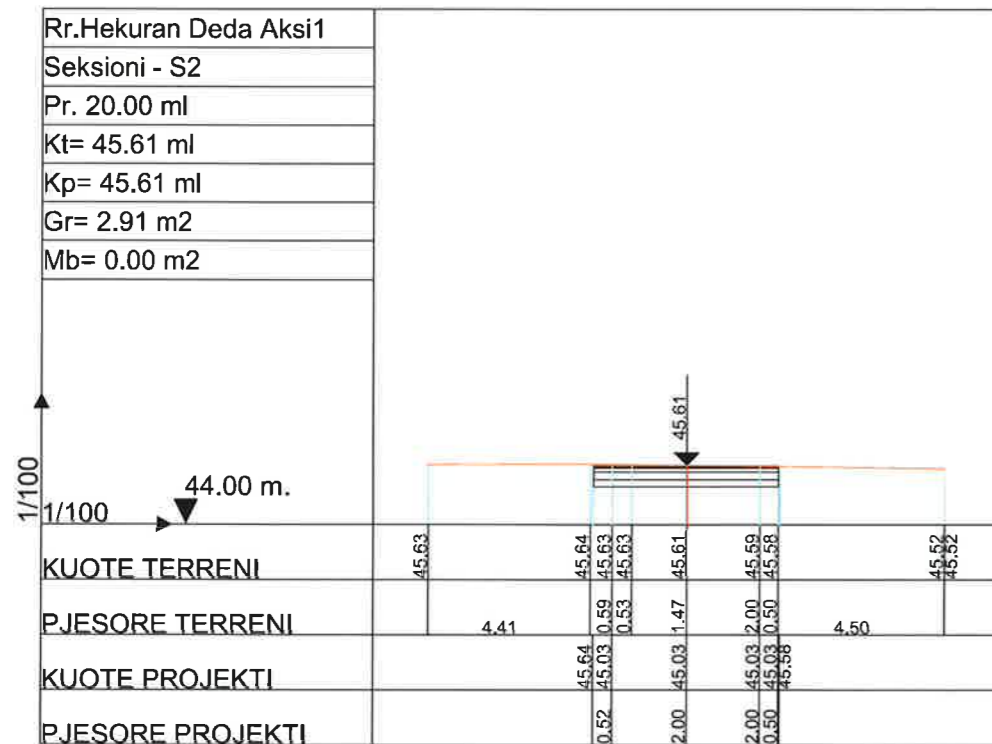 Rr.Hekuran Deda Aksi1
Seksioni - S2
Pr. 20.00 ml
Kt= 45.61 ml
Kp= 45.61 ml
Gr= 2.91 m2
Mb= 0.00 m2
45.61
1/100
44.00 m.
1/100
KUOTE TERRENI 45.63 45.64 45.63 45.63 45.61 45.59 45.58 45.52 45.52
PJESORE TERRENI 4.41 0.59 0.53 1.47 2.00 0.50 4.50
KUOTE PROJEKTI 45.64 45.03 45.03 45.03 45.03 45.58
PJESORE PROJEKTI 0.52 2.00 2.00 0.50